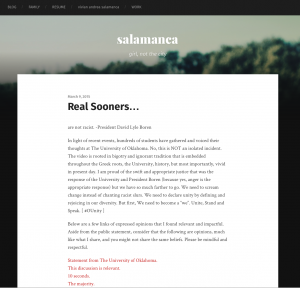 BLOG FAMILY RESUME
MORE
salamanca
March 9, 2015
Real Sooners...
are not racist. -President David Lyle Boren
In light of recent events, hundreds of students have gathered and voiced their
thoughts at The University of Oklahoma. No, this is NOT an isolated incident.
The video is rooted in bigotry and ignorant tradition that is embedded
throughout the Greek roots, the University, history, but most importantly, vivid
in present day. I am proud of the swift and appropriate justice that was the
response of the University and President Boren (because yes, anger is the
appropriate response) but we have so much farther to go. We need to scream
change instead of chanting racist slurs. We need to declare unity by defining and
rejoicing in our diversity. But first, We need to become a "we". Unite, Stand and
Speak. | #OUnity |
Below are a few links of expressed opinions that I found relevant and impactful.
Aside from the public statement, consider that the following are opinions, much
like what I share, and you might not share the same beliefs. Please be mindful and
respectful.
Statement from The University of Oklahoma.
This discussion is relevant.
10 seconds.
The majority.